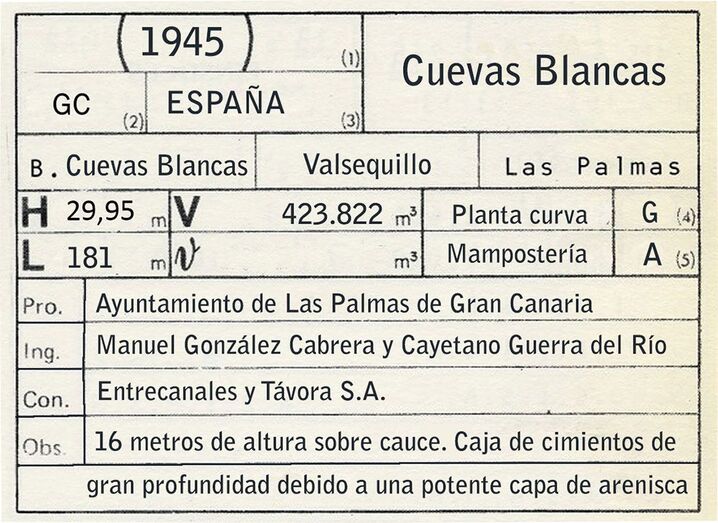 (1945) (1)
Cuevas Blancas
GC (2) ESPAÑA (3)
B. Cuevas Blancas Valsequillo Las Palmas
H 29,95 m V 423.822 m³ Planta curva G (4)
L 181 m v m³ Mampostería A (5)
Pro. Ayuntamiento de Las Palmas de Gran Canaria
Ing. Manuel González Cabrera y Cayetano Guerra del Río
Con. Entrecanales y Távora S.A.
Obs. 16 metros de altura sobre cauce. Caja de cimientos de
gran profundidad debido a una potente capa de arenisca